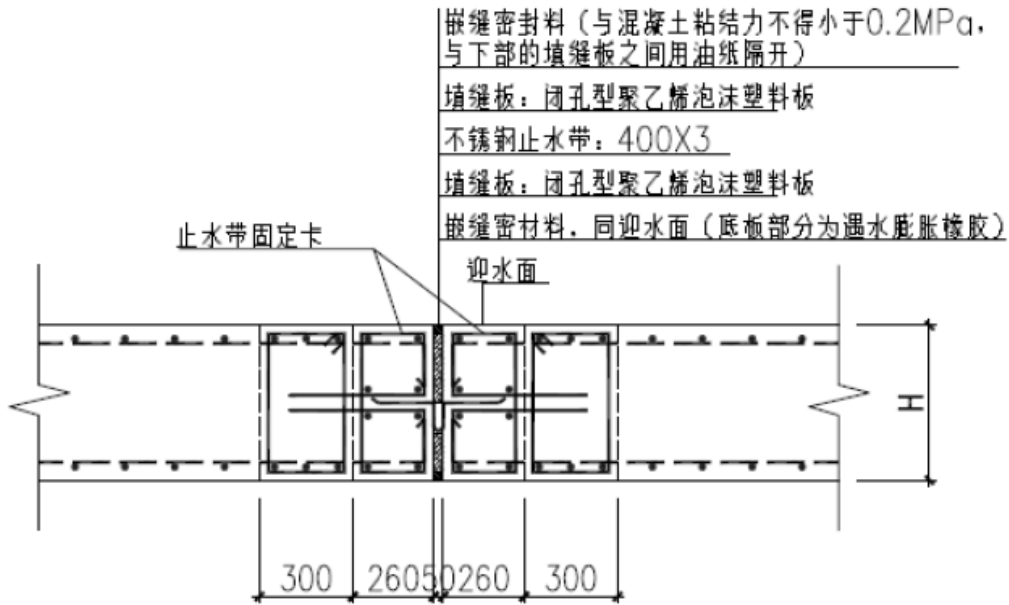 嵌缝密封料（与混凝土粘结力不得小于0.2MPa，
与下部的填缝板之间用油纸隔开）
填缝板：闭孔型聚乙烯泡沫塑料板
不锈钢止水带：400X3
填缝板：闭孔型聚乙烯泡沫塑料板
嵌缝密材料．同迎水面（底板部分为遇水膨胀橡胶）
止水带固定卡
迎水面
H
300
260
50
260
300